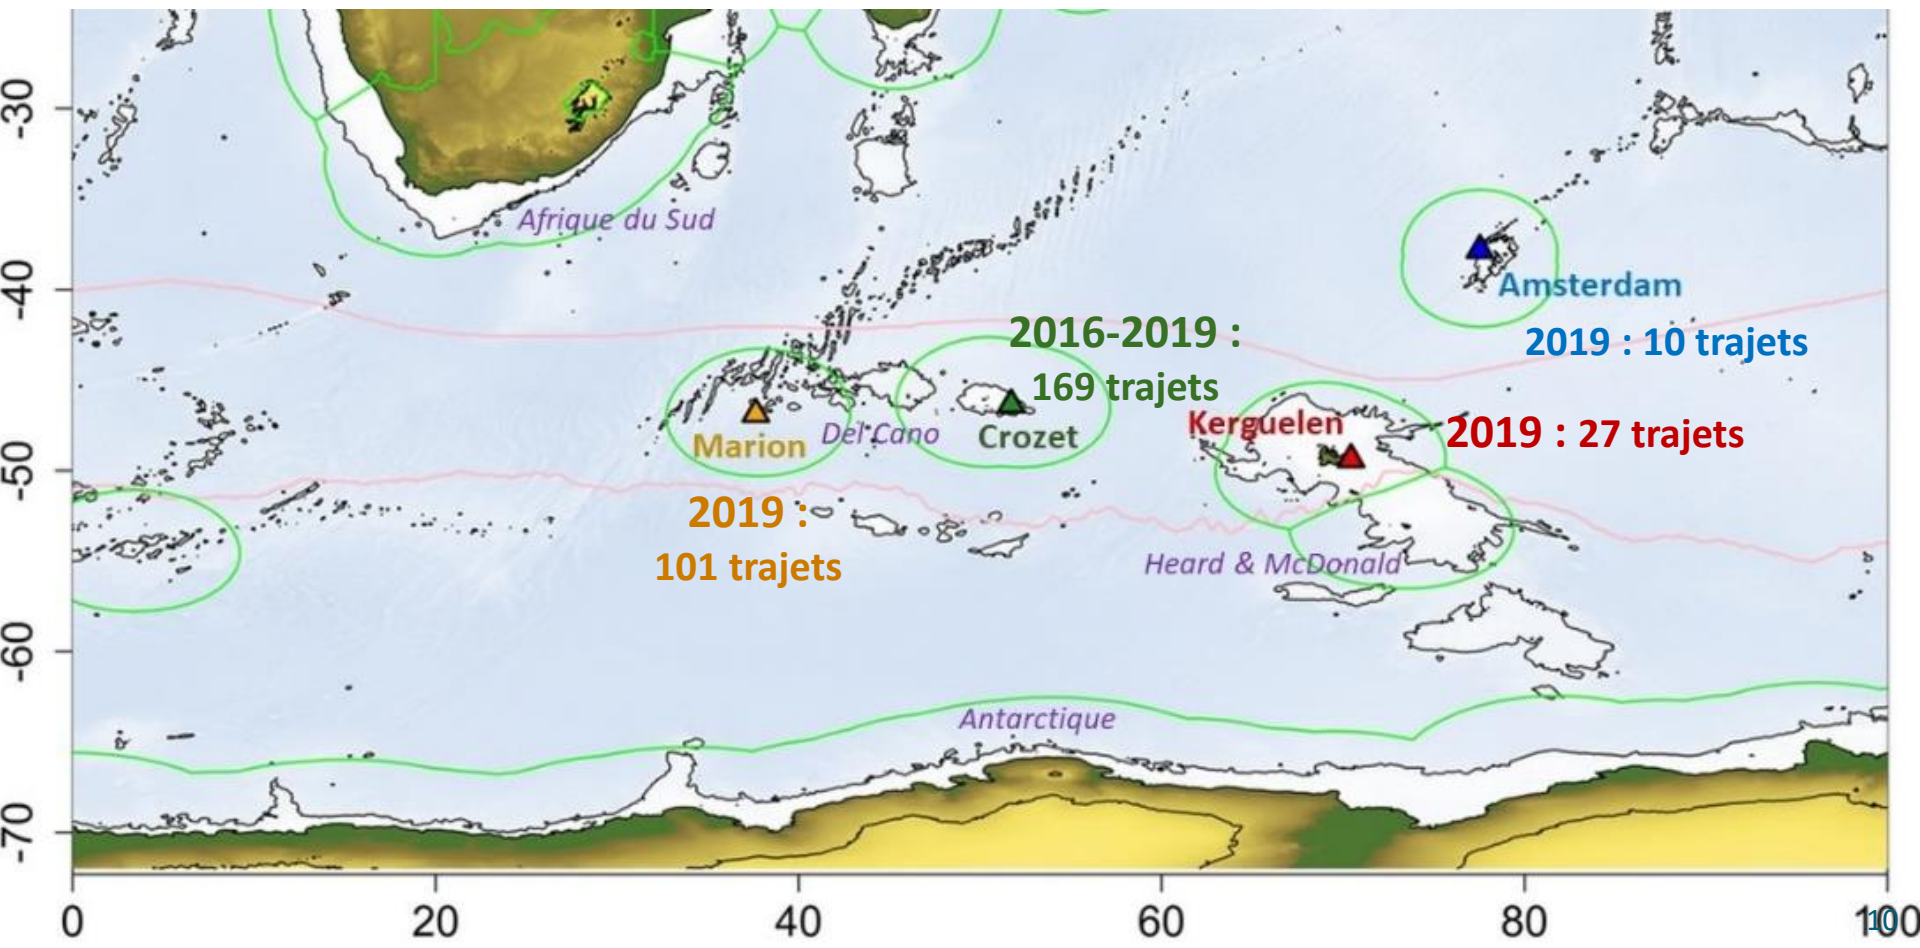 -30
-40
-50
-60
-70
Afrique du Sud
Amsterdam
2019 : 10 trajets
2016-2019 :
169 trajets
Kerguelen
2019 : 27 trajets
Marion
Del Cano
Crozet
2019 :
101 trajets
Heard & McDonald
Antarctique
0
20
40
60
80
100
10